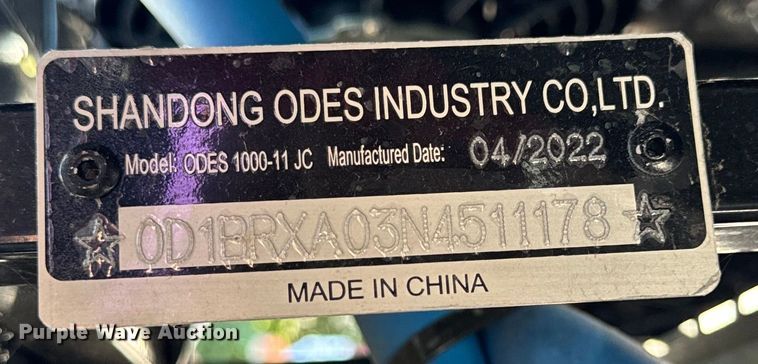 SHANDONG ODES INDUSTRY CO,LTD.
Model: ODES 1000-11 JC Manufactured Date: 04/2022
☆0D1BRXA03N4511178☆
MADE IN CHINA
Purple Wave Auction